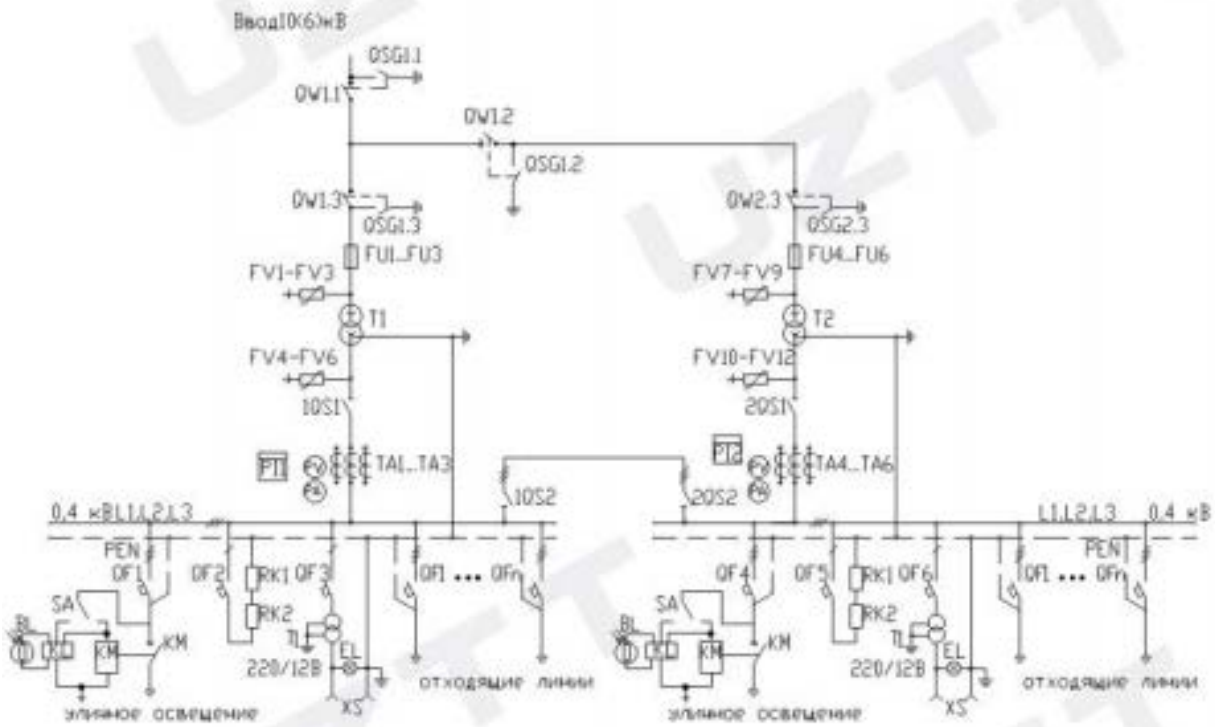 Ввод10(6)кВ
QSG1.1
QW1.1
QW1.2
QSG1.2
QW1.3
QSG1.3
QW2.3
QSG2.3
FU1...FU3
FU4...FU6
FV1-FV3
FV7-FV9
T1
T2
FV4-FV6
FV10-FV12
1QS1
2QS1
PI1
TA1...TA3
PI2
TA4...TA6
1QS2
2QS2
0,4 кВL1,L2,L3
L1,L2,L3 0,4 кВ
PEN
PEN
QF1
QF2
RK1
QF3
QF1 ... QFn
QF4
QF5
RK1
QF6
QF1 ... QFn
SA
RK2
SA
RK2
BL
KM
KM
TL
EL
BL
KM
KM
TL
EL
220/12В
отходящие линии
220/12В
отходящие линии
уличное освещение
XS
уличное освещение
XS
UZTT
UZTT